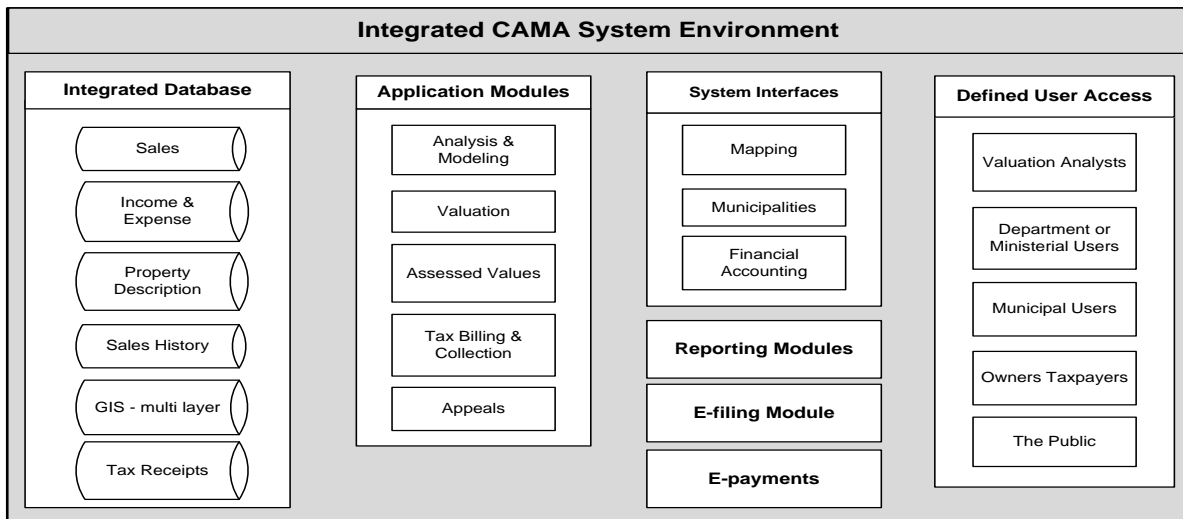 Integrated CAMA System Environment
Integrated Database
Sales
Income &
Expense
Property
Description
Sales History
GIS - multi layer
Tax Receipts
Application Modules
Analysis &
Modeling
Valuation
Assessed Values
Tax Billing &
Collection
Appeals
System Interfaces
Mapping
Municipalities
Financial
Accounting
Reporting Modules
E-filing Module
E-payments
Defined User Access
Valuation Analysts
Department or
Ministerial Users
Municipal Users
Owners Taxpayers
The Public